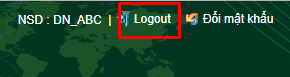 NSD : DN_ABC | Logout Đổi mật khẩu